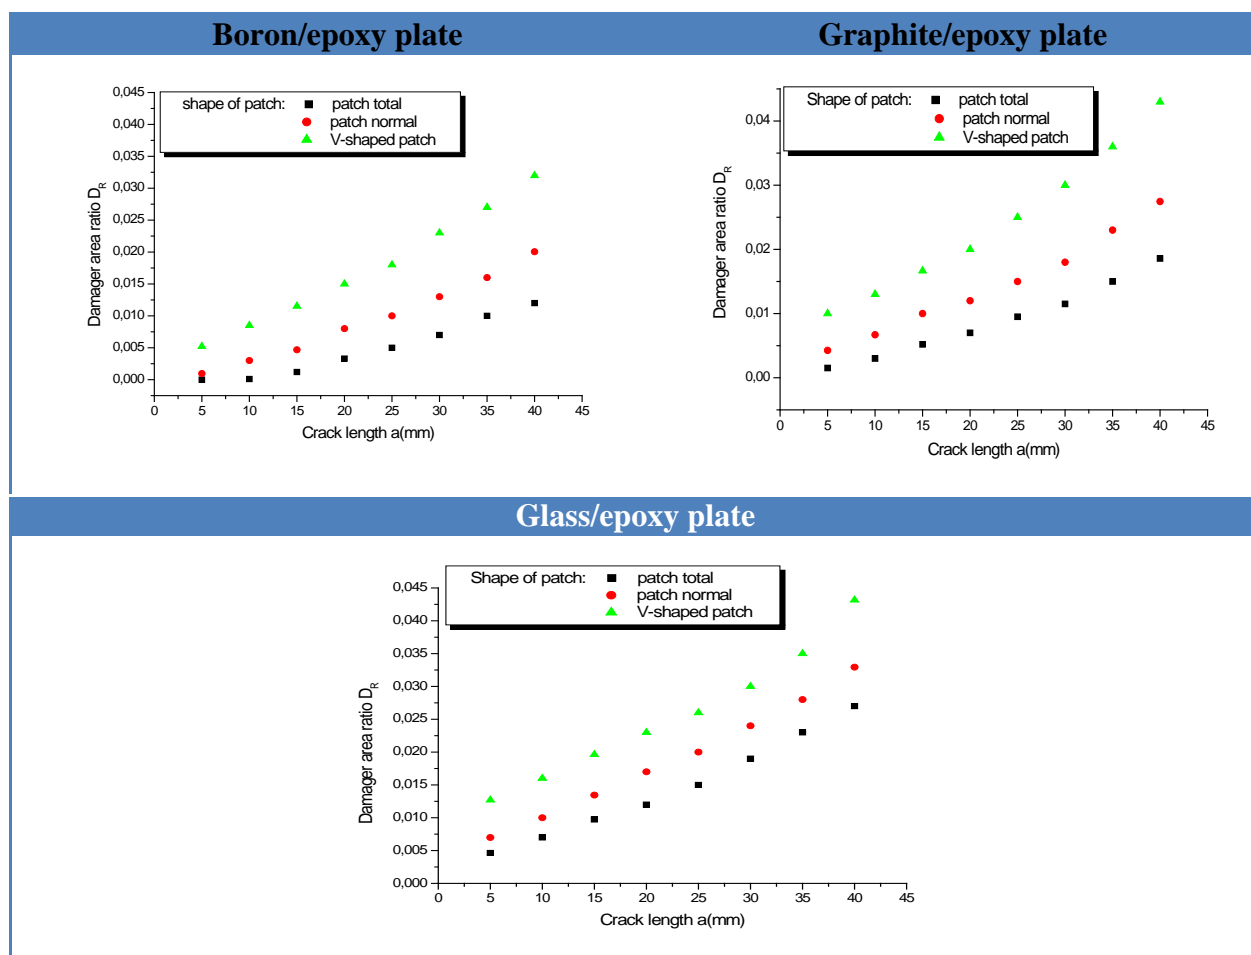 Boron/epoxy plate
Graphite/epoxy plate
shape of patch: patch total
patch normal
V-shaped patch
0,045
0,040
0,035
0,030
0,025
0,020
0,015
0,010
0,005
0,000
Damager area ratio D_R
0 5 10 15 20 25 30 35 40 45
Crack length a(mm)
Shape of patch: patch total
patch normal
V-shaped patch
0,04
0,03
0,02
0,01
0,00
Damager area ratio D_R
0 5 10 15 20 25 30 35 40 45
Crack length a(mm)
Glass/epoxy plate
Shape of patch: patch total
patch normal
V-shaped patch
0,045
0,040
0,035
0,030
0,025
0,020
0,015
0,010
0,005
0,000
Damager area ratio D_R
0 5 10 15 20 25 30 35 40 45
Crack length a(mm)